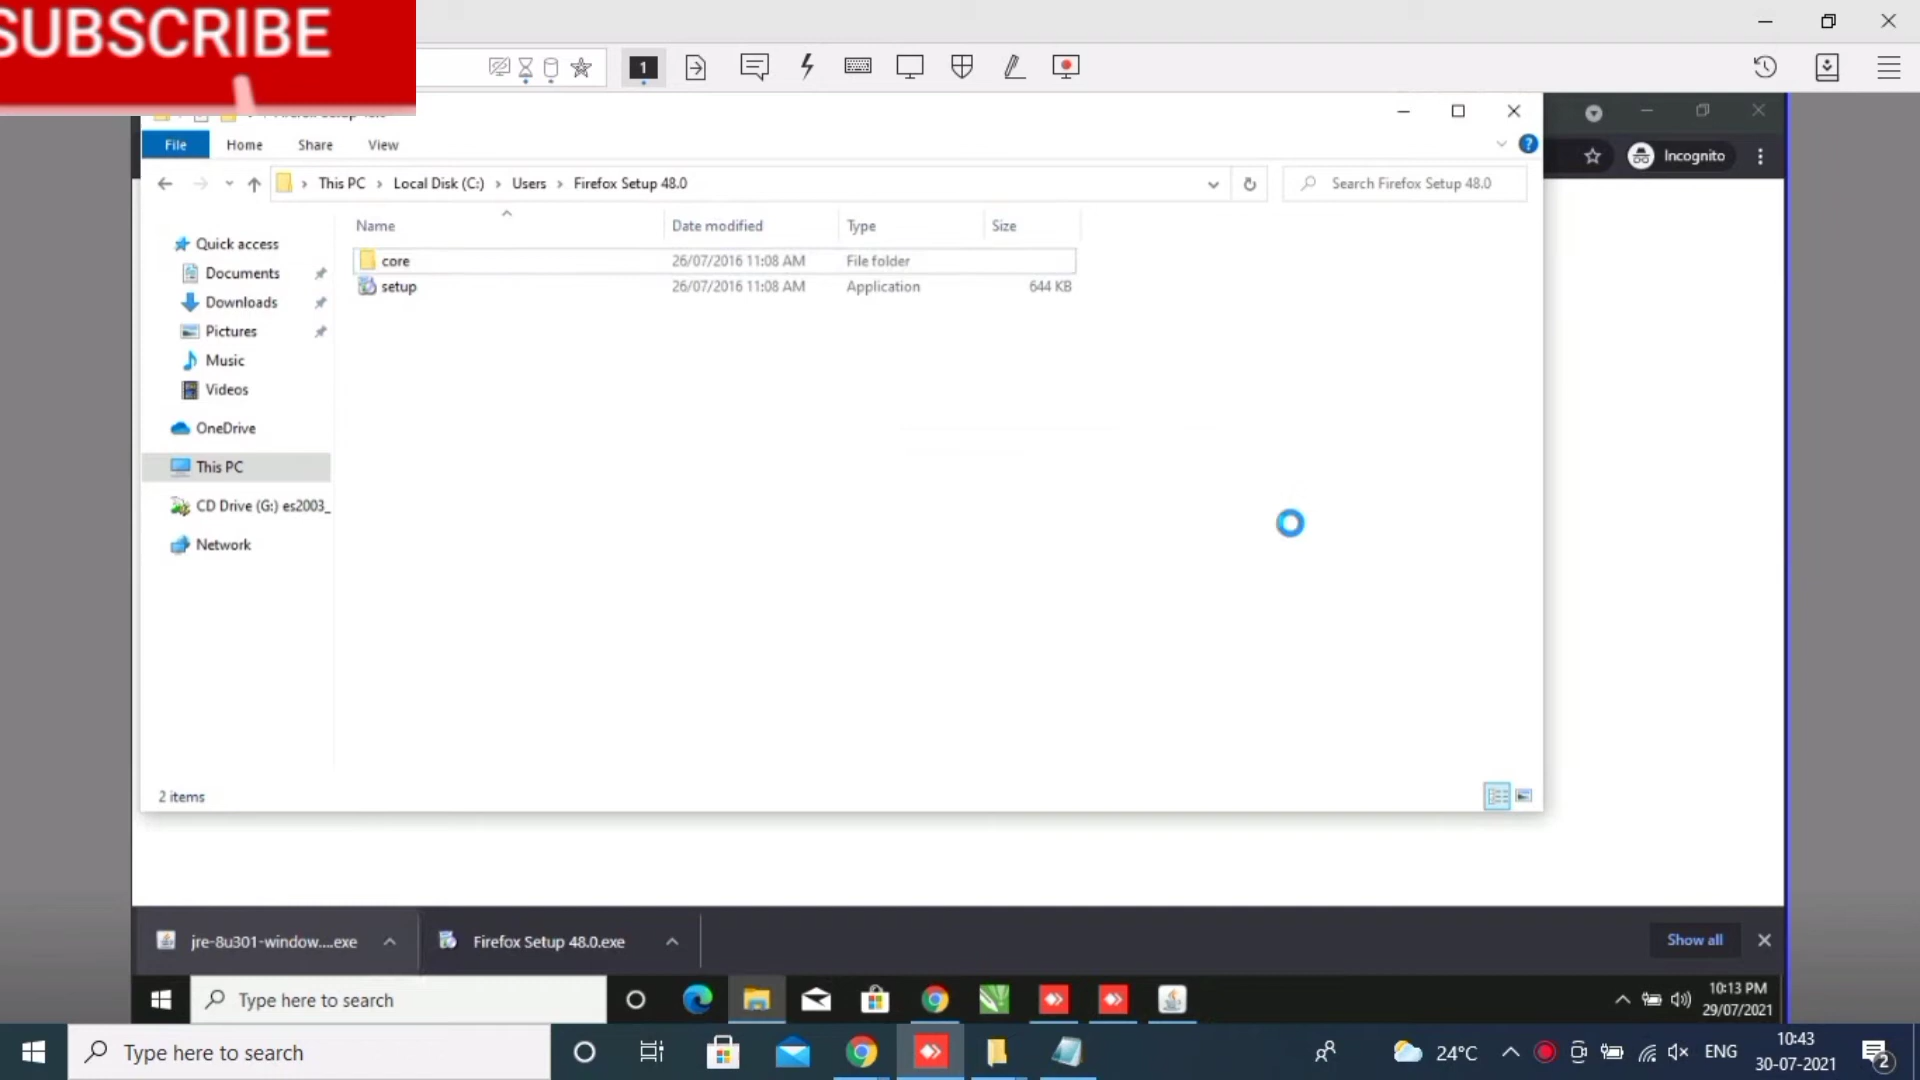 SUBSCRIBE
1
File
Home
Share
View
Incognito
This PC
Local Disk (C:)
Users
Firefox Setup 48.0
Search Firefox Setup 48.0
Name
Date modified
Type
Size
core
26/07/2016 11:08 AM
File folder
setup
26/07/2016 11:08 AM
Application
644 KB
Quick access
Documents
Downloads
Pictures
Music
Videos
OneDrive
This PC
CD Drive (G:) es2003_
Network
2 items
jre-8u301-window....exe
Firefox Setup 48.0.exe
Show all
Type here to search
10:13 PM
29/07/2021
Type here to search
24°C
ENG
10:43
30-07-2021
2